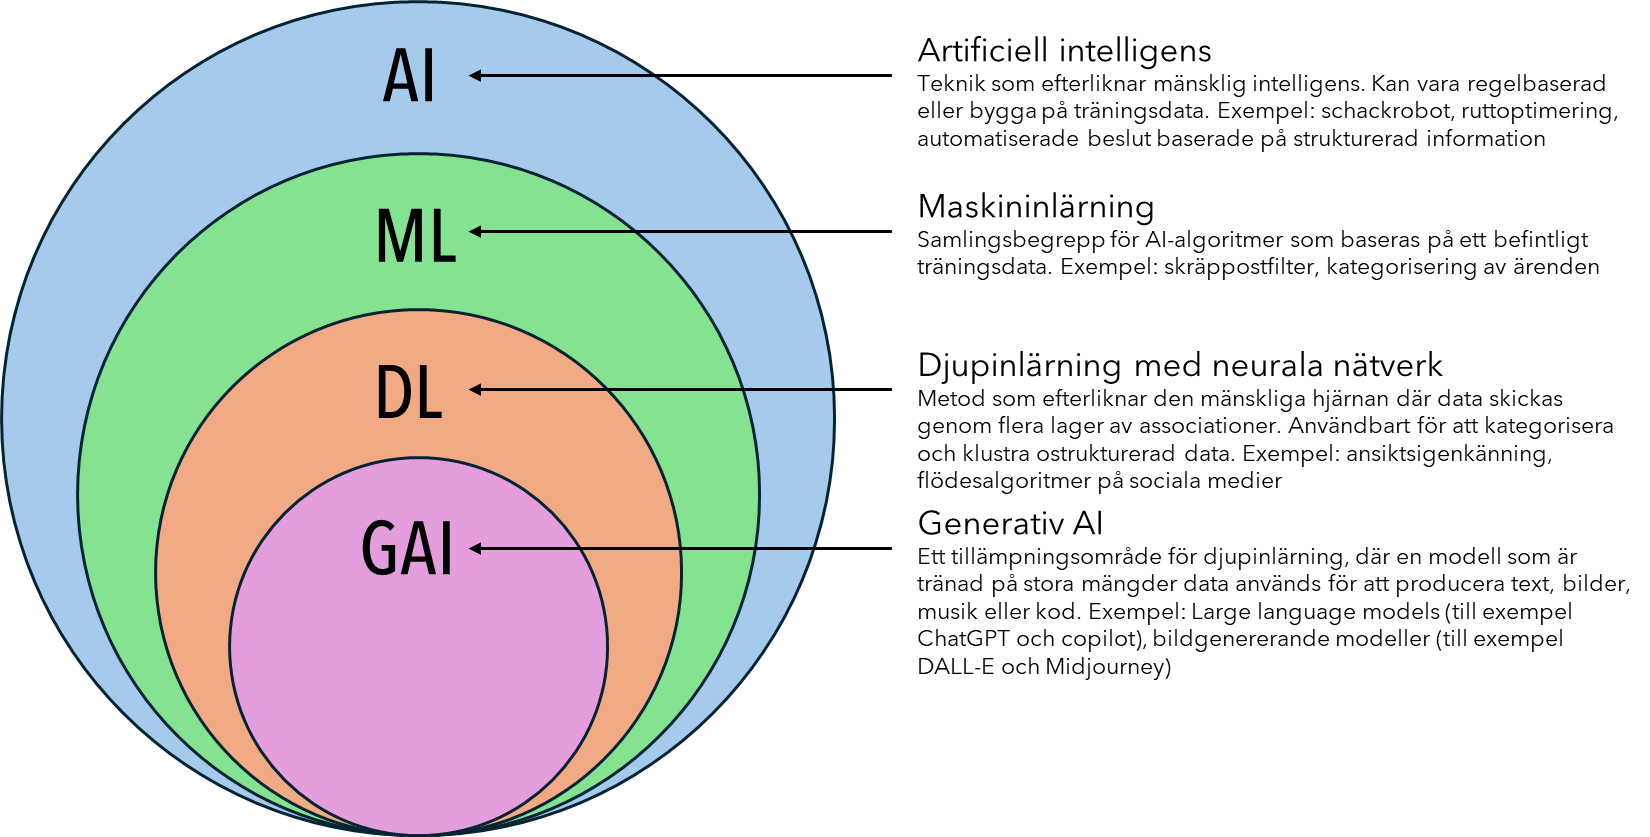 AI
Artificiell intelligens
Teknik som efterliknar mänsklig intelligens. Kan vara regelbaserad
eller bygga på träningsdata. Exempel: schackrobot, ruttoptimering,
automatiserade beslut baserade på strukturerad information
ML
Maskininlärning
Samlingsbegrepp för AI-algoritmer som baseras på ett befintligt
träningsdata. Exempel: skräppostfilter, kategorisering av ärenden
DL
Djupinlärning med neurala nätverk
Metod som efterliknar den mänskliga hjärnan där data skickas
genom flera lager av associationer. Användbart för att kategorisera
och klustra ostrukturerad data. Exempel: ansiktsigenkänning,
flödesalgoritmer på sociala medier
GAI
Generativ AI
Ett tillämpningsområde för djupinlärning, där en modell som är
tränad på stora mängder data används för att producera text, bilder,
musik eller kod. Exempel: Large language models (till exempel
ChatGPT och copilot), bildgenererande modeller (till exempel
DALL-E och Midjourney)